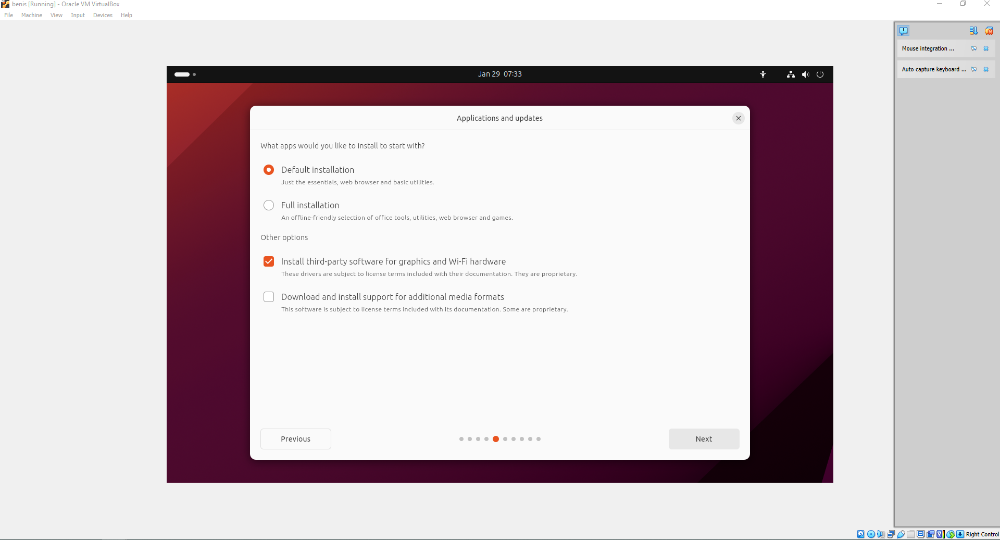 benis [Running] - Oracle VM VirtualBox
File Machine View Input Devices Help
Mouse integration ...
Auto capture keyboard ...
Jan 29 07:33
Applications and updates
What apps would you like to install to start with?
Default installation
Just the essentials, web browser and basic utilities.
Full installation
An offline-friendly selection of office tools, utilities, web browser and games.
Other options
Install third-party software for graphics and Wi-Fi hardware
These drivers are subject to license terms included with their documentation. They are proprietary.
Download and install support for additional media formats
This software is subject to license terms included with its documentation. Some are proprietary.
Previous
Next
Right Control